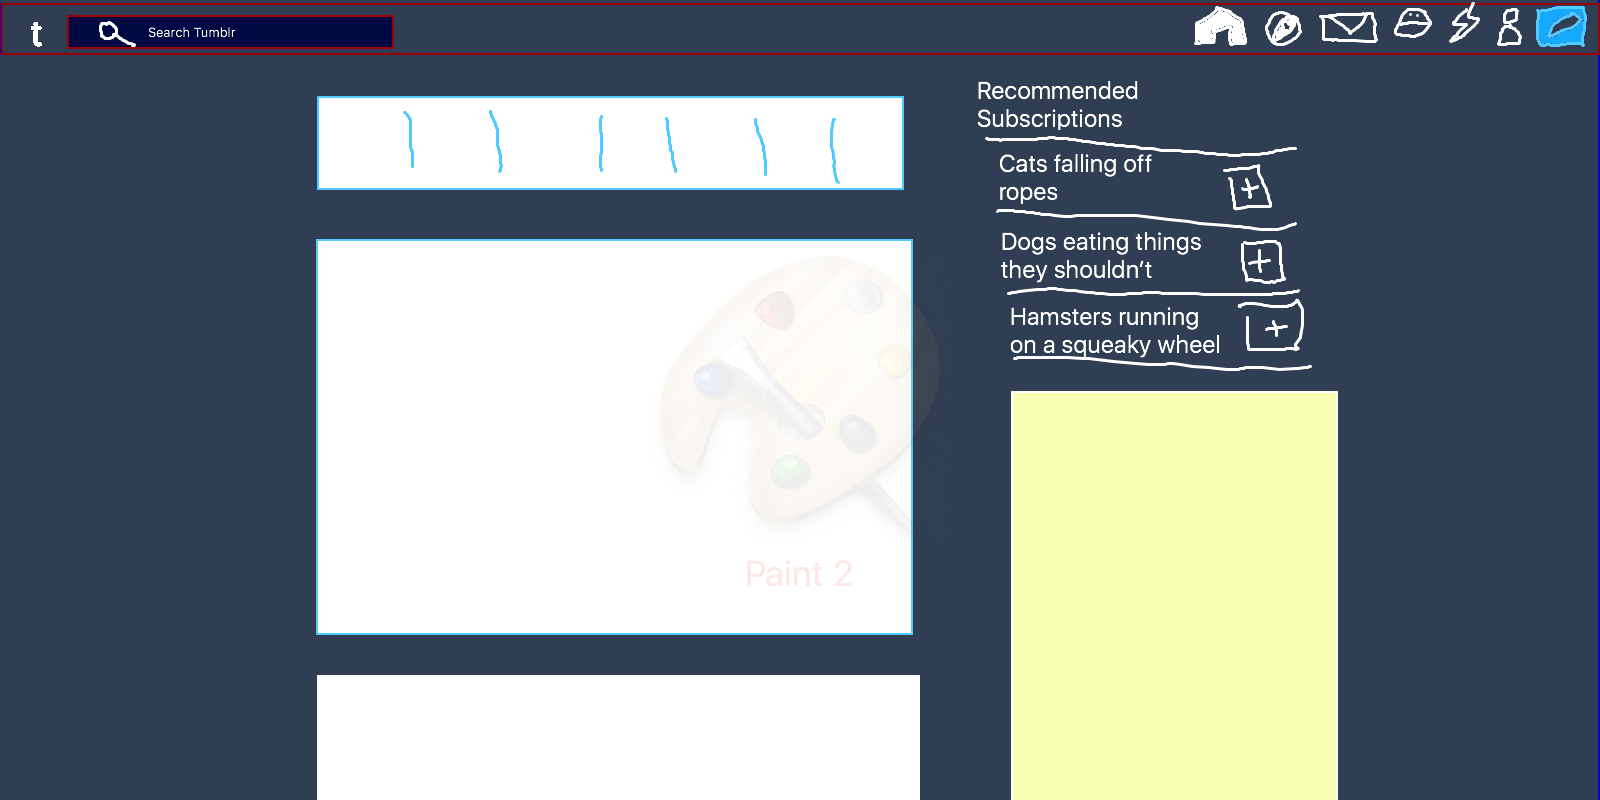 t
Search Tumblr
Recommended
Subscriptions
Cats falling off
ropes
Dogs eating things
they shouldn't
Hamsters running
on a squeaky wheel
Paint 2